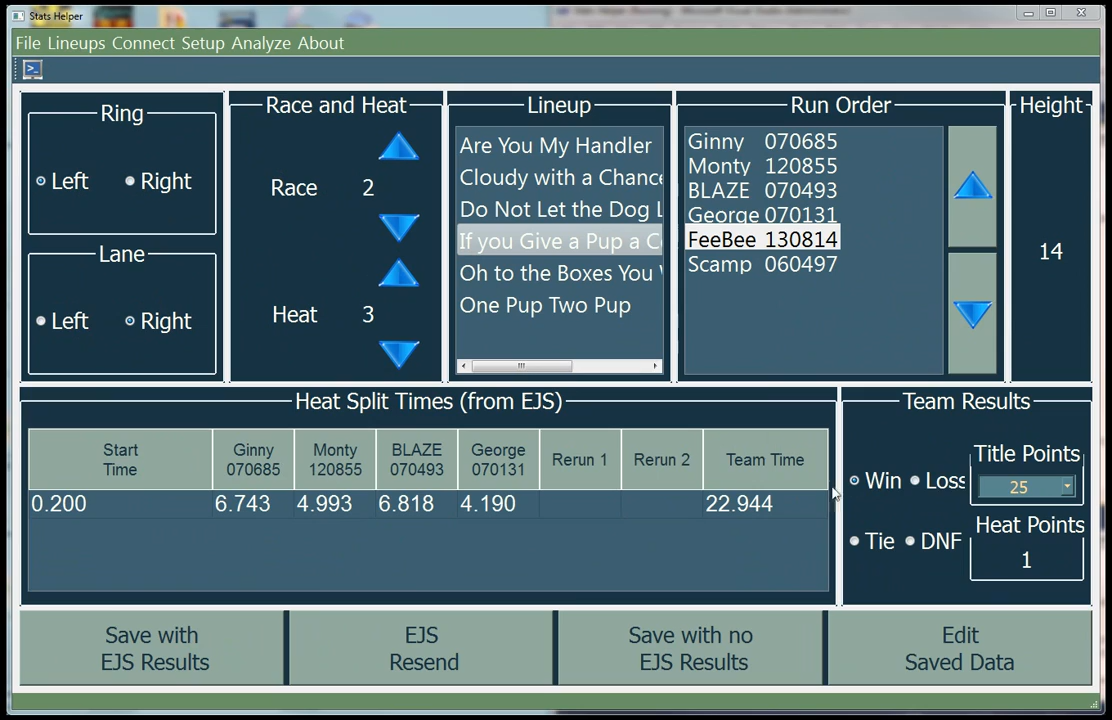 Stats Helper
File Lineups Connect Setup Analyze About
Ring
Left Right
Lane
Left Right
Race and Heat
Race 2
Heat 3
Lineup
Are You My Handler
Cloudy with a Chance
Do Not Let the Dog L
If you Give a Pup a C
Oh to the Boxes You
One Pup Two Pup
Run Order
Ginny 070685
Monty 120855
BLAZE 070493
George 070131
FeeBee 130814
Scamp 060497
Height
14
Heat Split Times (from EJS)
Start Time
Ginny 070685
Monty 120855
BLAZE 070493
George 070131
Rerun 1
Rerun 2
Team Time
0.200 6.743 4.993 6.818 4.190 22.944
Team Results
Win Loss
Tie DNF
Title Points
25
Heat Points
1
Save with
EJS Results
EJS
Resend
Save with no
EJS Results
Edit
Saved Data